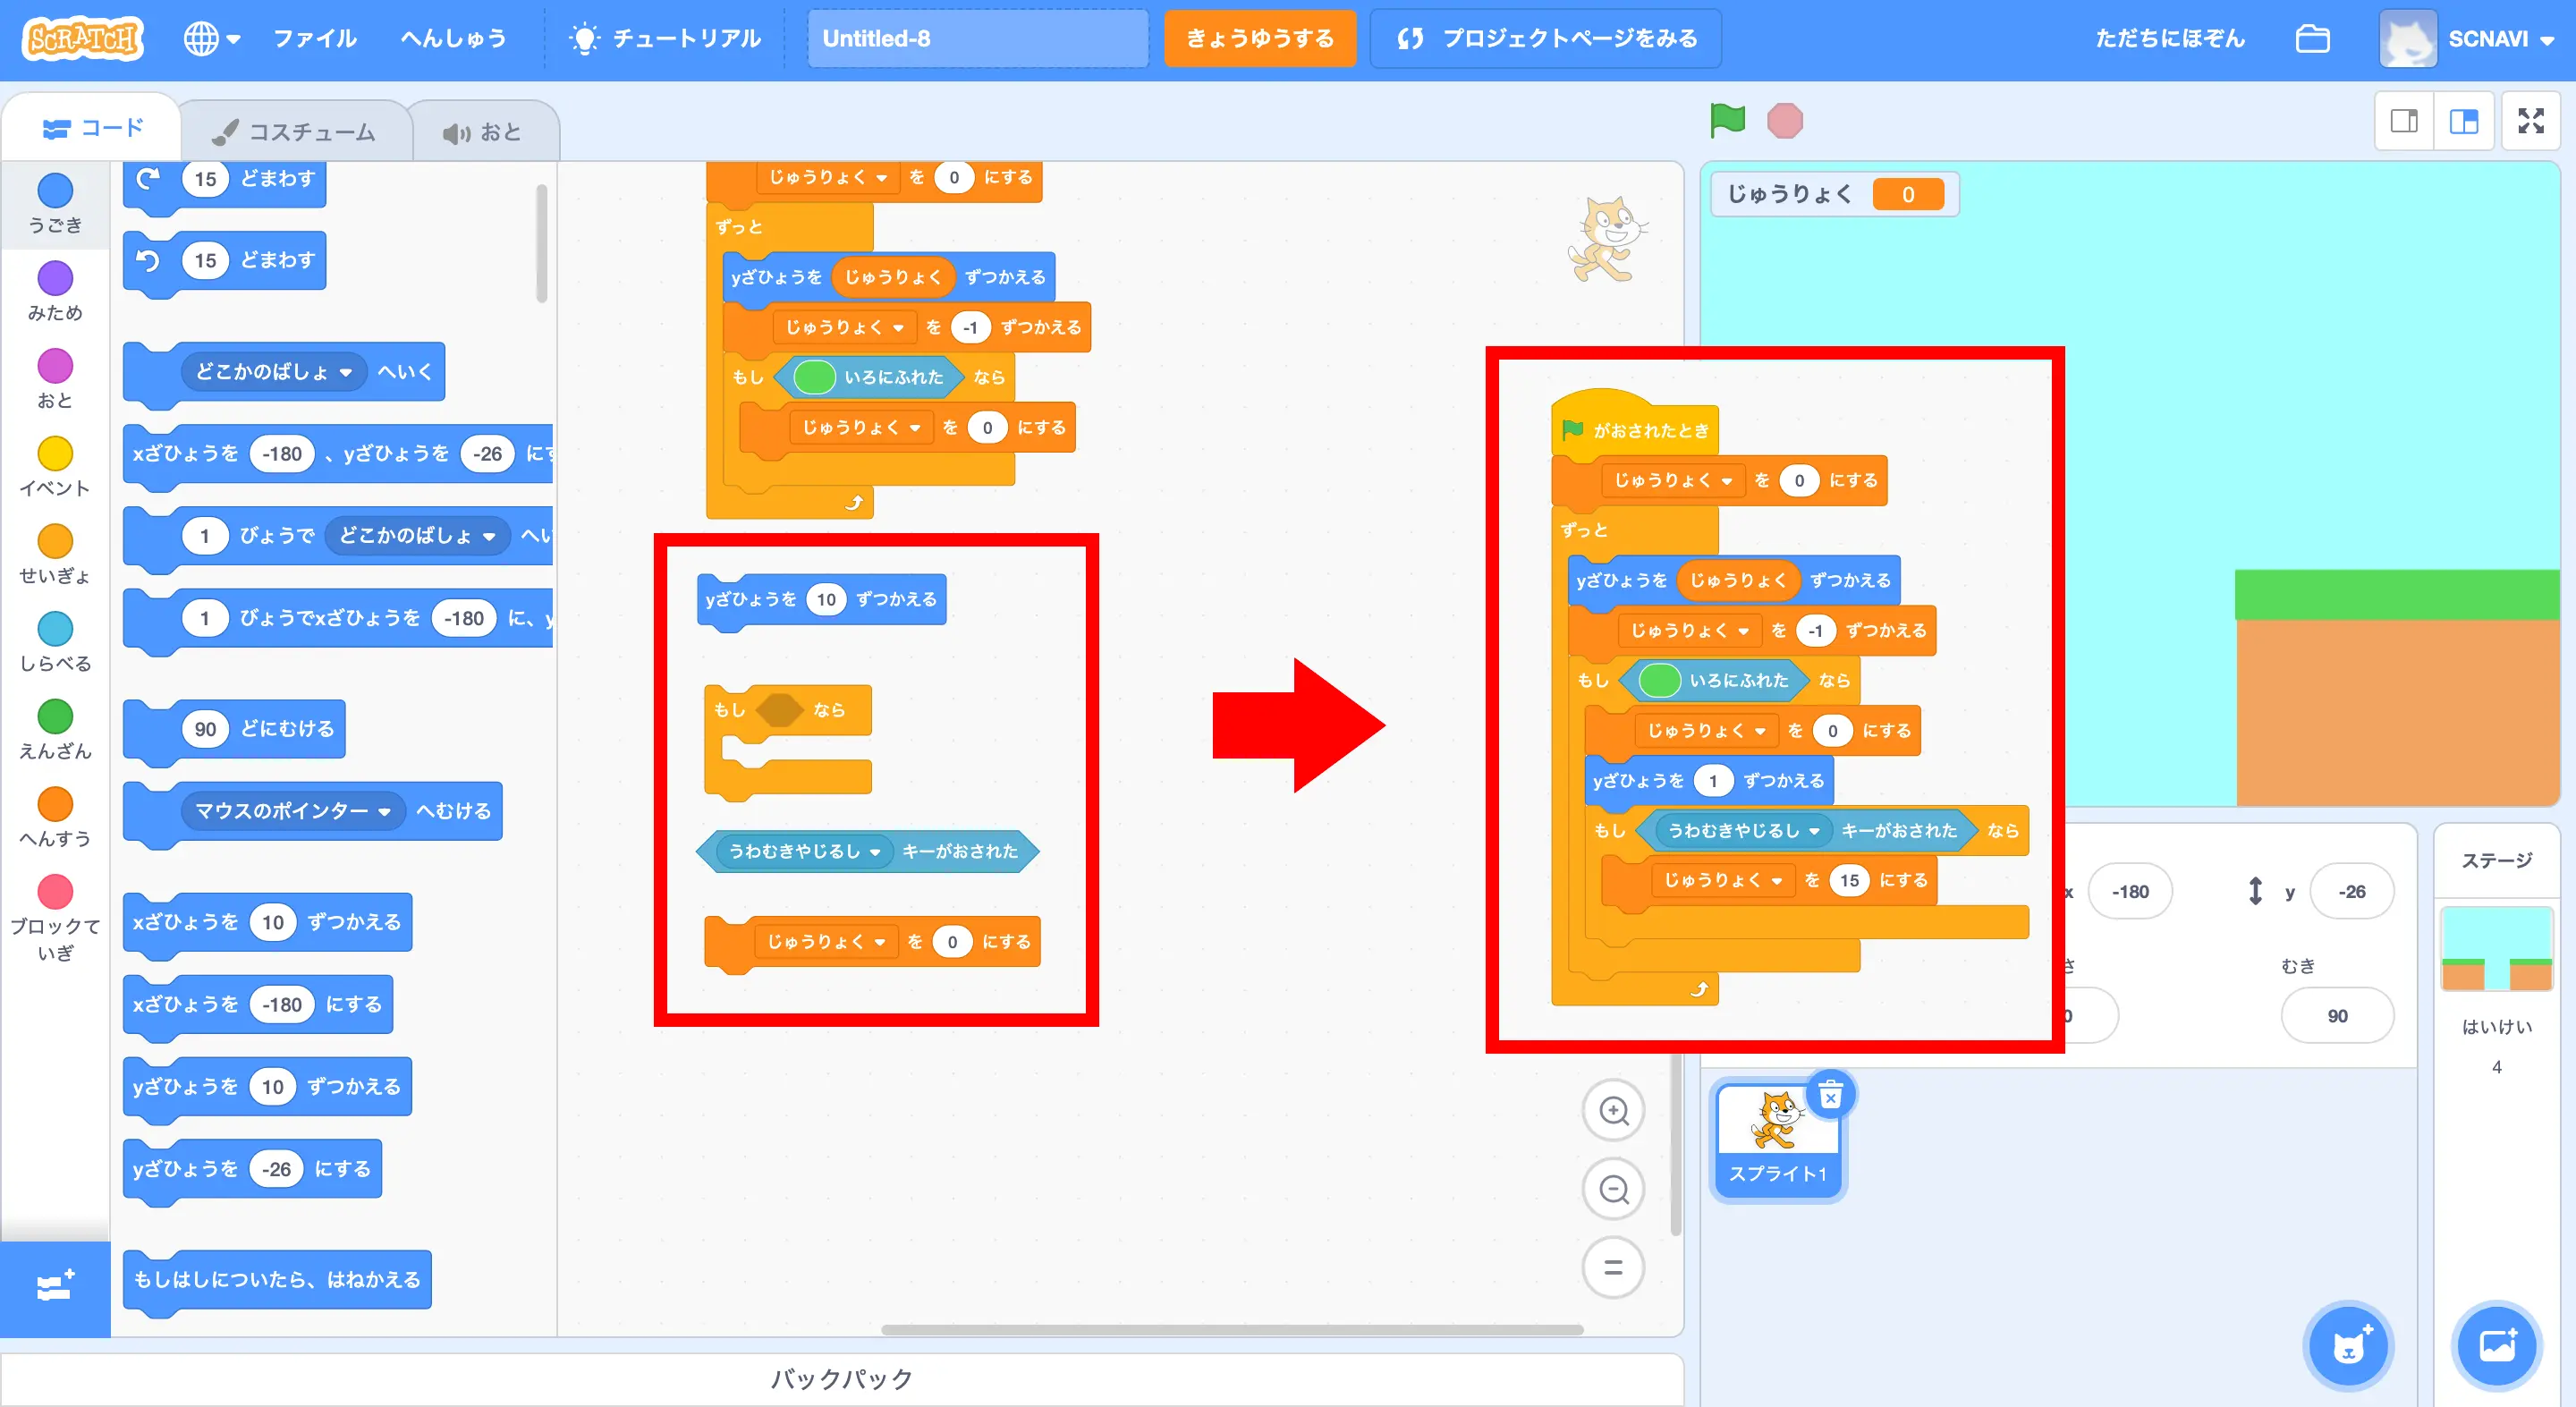 SCRATCH
ファイル
へんしゅう
チュートリアル
Untitled-8
きょうゆうする
プロジェクトページをみる
ただちにほぞん
SCNAVI
コード
コスチューム
おと
うごき
みため
おと
イベント
せいぎょ
しらべる
えんざん
へんすう
ブロックて
いぎ
15 どまわす
15 どまわす
どこかのばしょ へいく
xざひょうを -180 、yざひょうを -26 にす
1 びょうで どこかのばしょ へい
1 びょうでxざひょうを -180 に、y
90 どにむける
マウスのポインター へむける
xざひょうを 10 ずつかえる
xざひょうを -180 にする
yざひょうを 10 ずつかえる
yざひょうを -26 にする
もしはしについたら、はねかえる
じゅうりょく を 0 にする
ずっと
yざひょうを じゅうりょく ずつかえる
じゅうりょく を -1 ずつかえる
もし いろにふれた なら
じゅうりょく を 0 にする
yざひょうを 10 ずつかえる
もし なら
うわむきやじるし キーがおされた
じゅうりょく を 0 にする
がおされたとき
じゅうりょく を 0 にする
ずっと
yざひょうを じゅうりょく ずつかえる
じゅうりょく を -1 ずつかえる
もし いろにふれた なら
じゅうりょく を 0 にする
yざひょうを 1 ずつかえる
もし うわむきやじるし キーがおされた なら
じゅうりょく を 15 にする
じゅうりょく 0
x -180 y -26
さ むき
0 90
スプライト1
ステージ
はいけい
4
バックパック